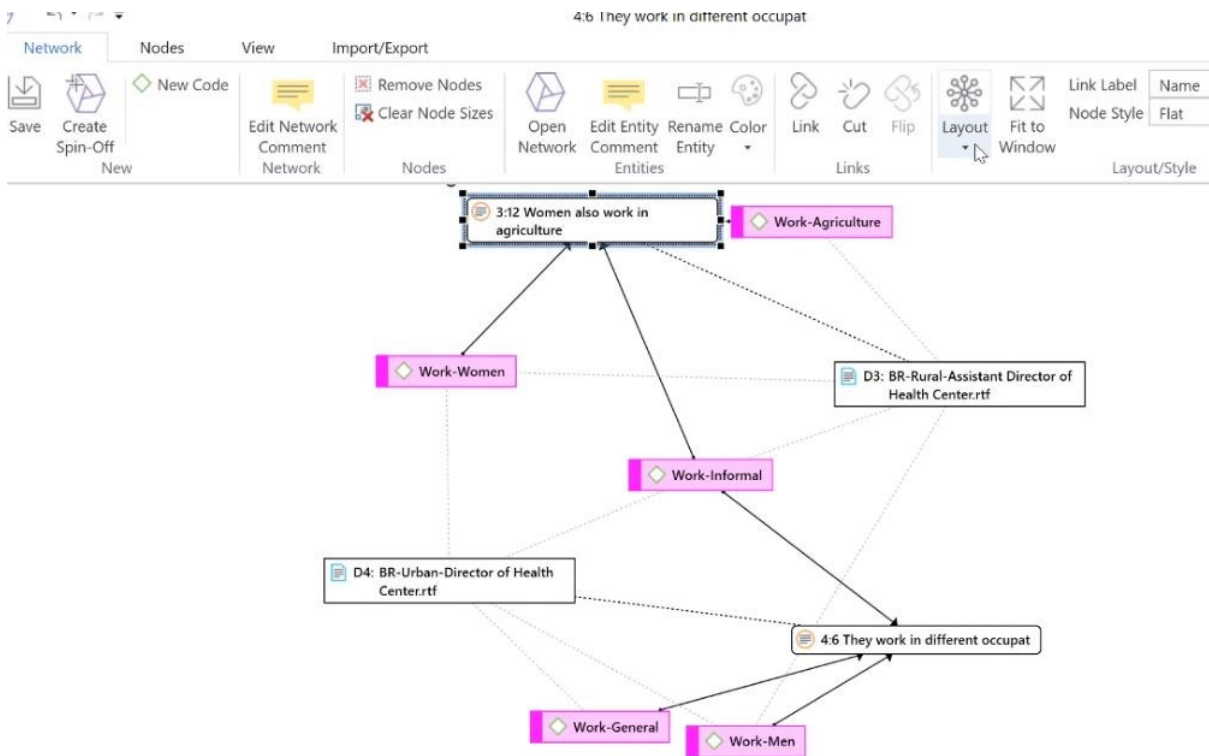 4:6 They work in different occupat
Network Nodes View Import/Export
New Code
Remove Nodes
Clear Node Sizes
Link Label Name
Node Style Flat
Save
Create
Spin-Off
Edit Network
Comment
Open
Network
Edit Entity
Comment
Rename
Entity
Color
Link
Cut
Flip
Layout
Fit to
Window
New
Network
Nodes
Entities
Links
Layout/Style
3:12 Women also work in
agriculture
Work-Agriculture
Work-Women
D3: BR-Rural-Assistant Director of
Health Center.rtf
Work-Informal
D4: BR-Urban-Director of Health
Center.rtf
4:6 They work in different occupat
Work-General
Work-Men